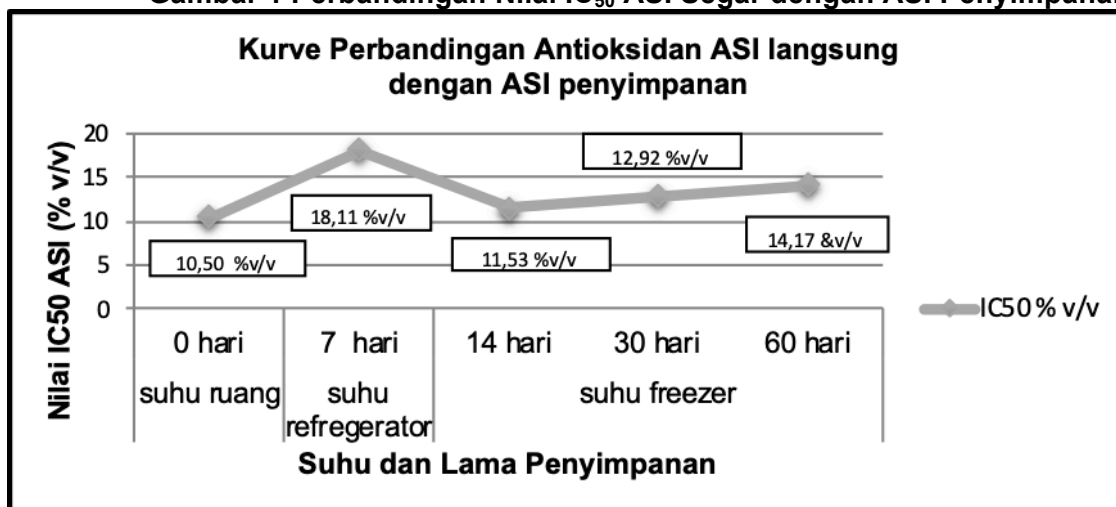 Kurve Perbandingan Antioksidan ASI langsung
dengan ASI penyimpanan
Nilai IC50 ASI (% v/v)
20
15
10
5
0
10,50 %v/v
18,11 %v/v
11,53 %v/v
12,92 %v/v
14,17 &v/v
0 hari
7 hari
14 hari
30 hari
60 hari
suhu ruang
suhu
refregerator
suhu freezer
Suhu dan Lama Penyimpanan
IC50 % v/v